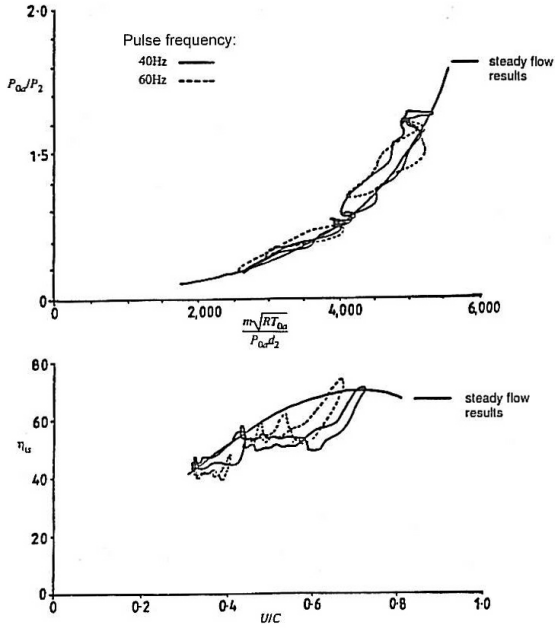 2·0
Pulse frequency:
40Hz
60Hz
P0a/P2
steady flow
results
1·5
0
0
2,000
4,000
6,000
m√RT0a
P0a d2
80
60
40
20
0
ηts
steady flow
results
0
0·2
0·4
0·6
0·8
1·0
U/C